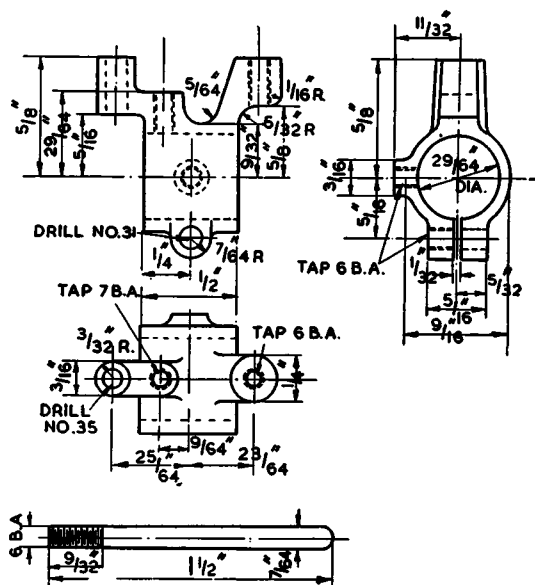 11/32"
5/64"
1/16 R
5/8"
29/64"
5/16"
5/32 R
9/32"
5/8"
5/8"
29/64"
DIA.
3/16"
5/16"
DRILL NO.31
7/64 R
1/4"
1/2"
TAP 6 B.A.
1/32"
5/32"
5/16"
9/16"
TAP 7 B.A.
3/32" R.
TAP 6 B.A.
3/16"
1/4"
DRILL
NO.35
9/64"
25/64"
23/64"
6 B.A.
9/32"
1 1/2"
7/64"